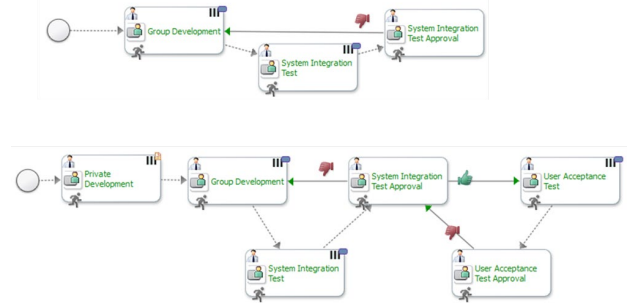 Group Development
System Integration
Test Approval
System Integration
Test
Private
Development
Group Development
System Integration
Test Approval
User Acceptance
Test
System Integration
Test
User Acceptance
Test Approval